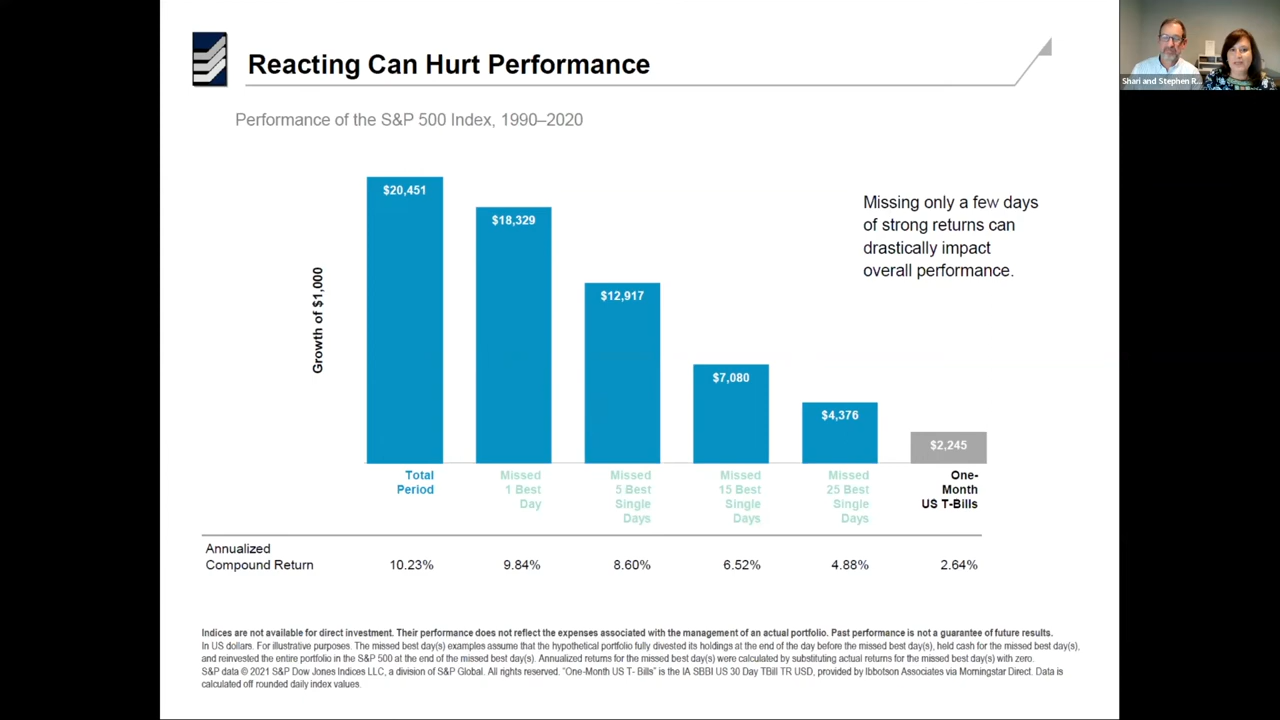 Reacting Can Hurt Performance
Shari and Stephen R...
Performance of the S&P 500 Index, 1990–2020
Growth of $1,000
$20,451
$18,329
$12,917
$7,080
$4,376
$2,245
Missing only a few days
of strong returns can
drastically impact
overall performance.
Total
Period
Missed
1 Best
Day
Missed
5 Best
Single
Days
Missed
15 Best
Single
Days
Missed
25 Best
Single
Days
One-
Month
US T-Bills
Annualized
Compound Return
10.23%
9.84%
8.60%
6.52%
4.88%
2.64%
Indices are not available for direct investment. Their performance does not reflect the expenses associated with the management of an actual portfolio. Past performance is not a guarantee of future results.
In US dollars. For illustrative purposes. The missed best day(s) examples assume that the hypothetical portfolio fully divested its holdings at the end of the day before the missed best day(s), held cash for the missed best day(s),
and reinvested the entire portfolio in the S&P 500 at the end of the missed best day(s). Annualized returns for the missed best day(s) were calculated by substituting actual returns for the missed best day(s) with zero.
S&P data © 2021 S&P Dow Jones Indices LLC, a division of S&P Global. All rights reserved. “One-Month US T- Bills” is the IA SBBI US 30 Day TBill TR USD, provided by Ibbotson Associates via Morningstar Direct. Data is
calculated off rounded daily index values.